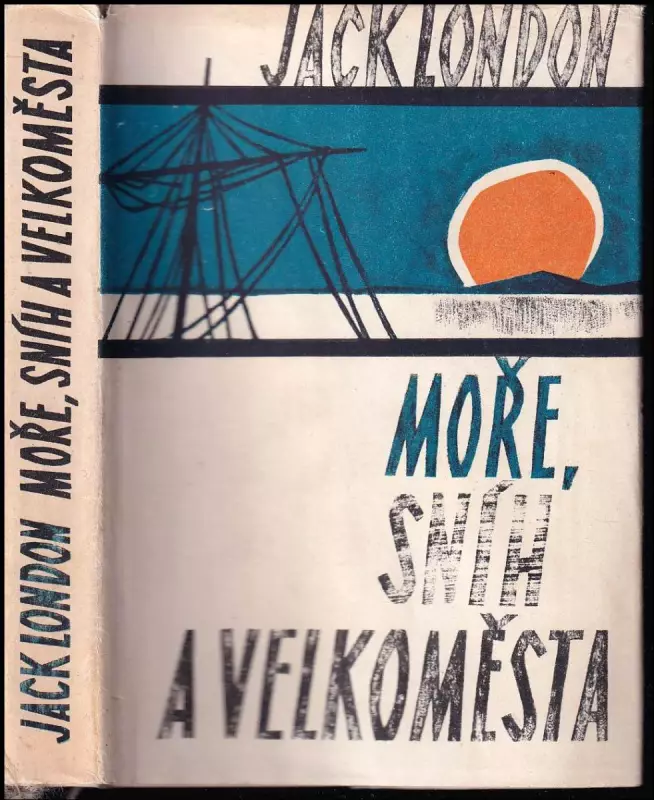 JACK LONDON MOŘE, SNÍH A VELKOMĚSTA
JACK LONDON
MOŘE,
SNÍH
A VELKOMĚSTA